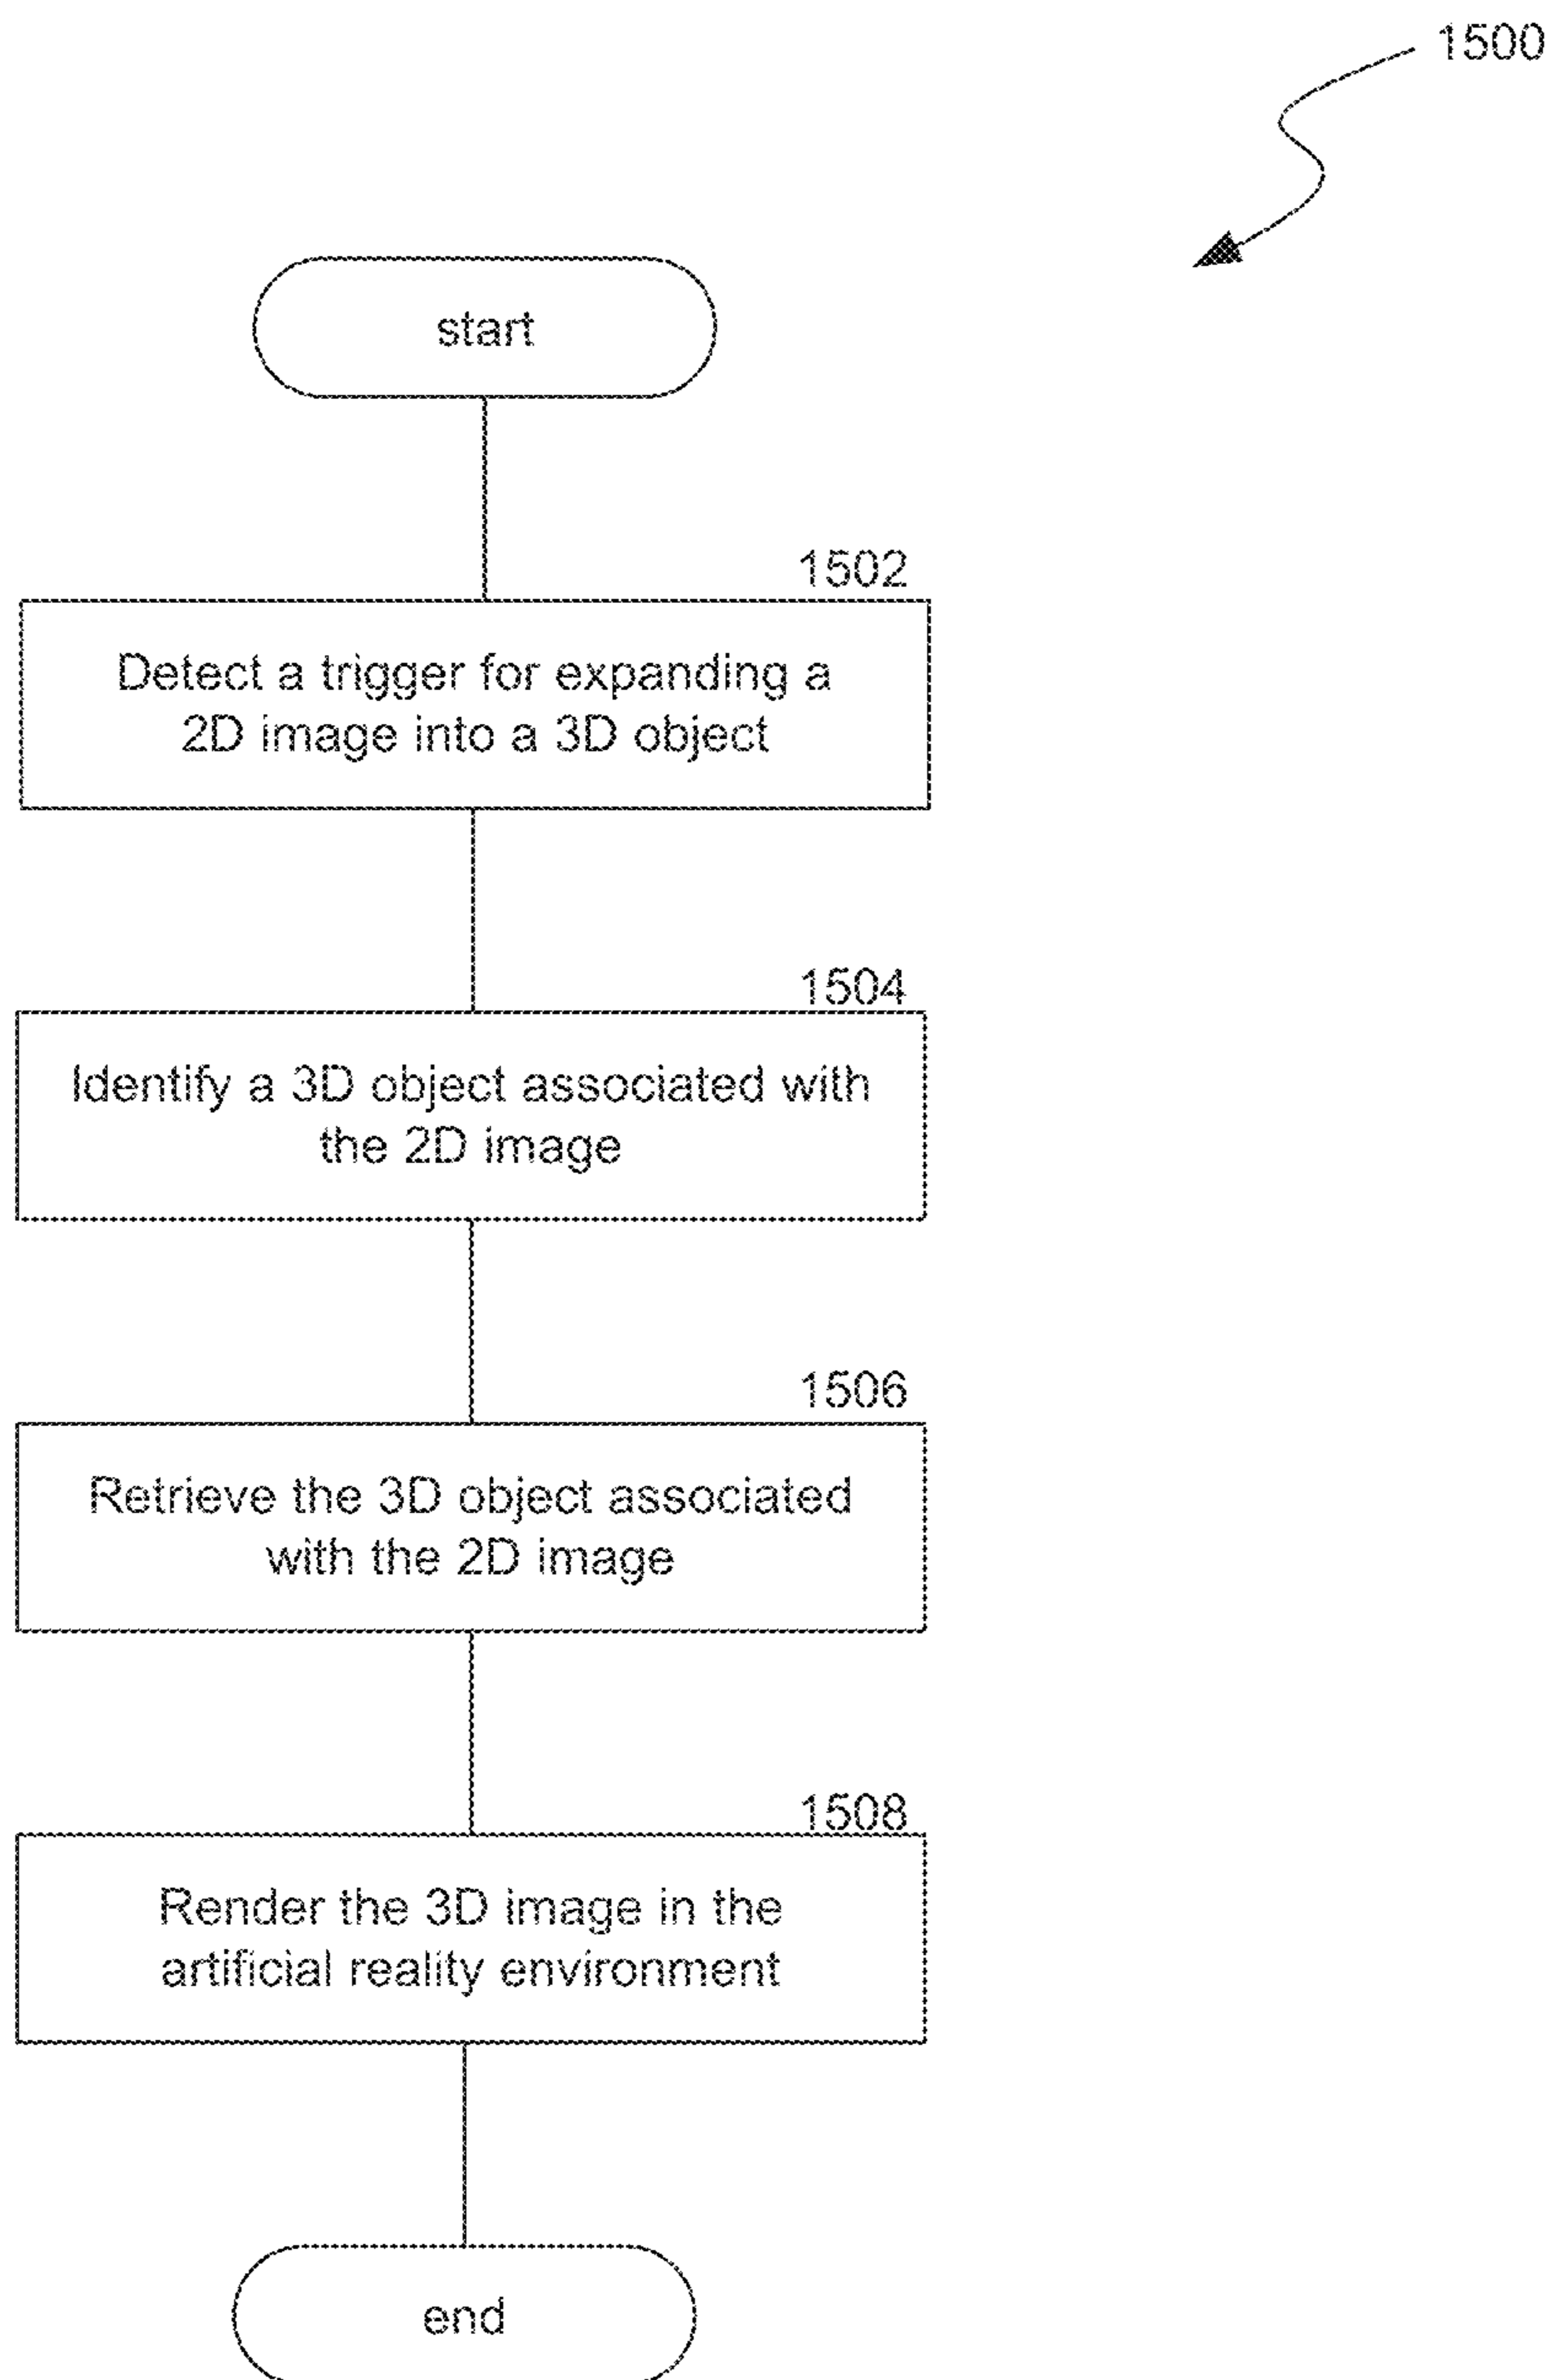 1500
start
1502
Detect a trigger for expanding a
2D image into a 3D object
1504
Identify a 3D object associated with
the 2D image
1506
Retrieve the 3D object associated
with the 2D image
1508
Render the 3D image in the
artificial reality environment
end